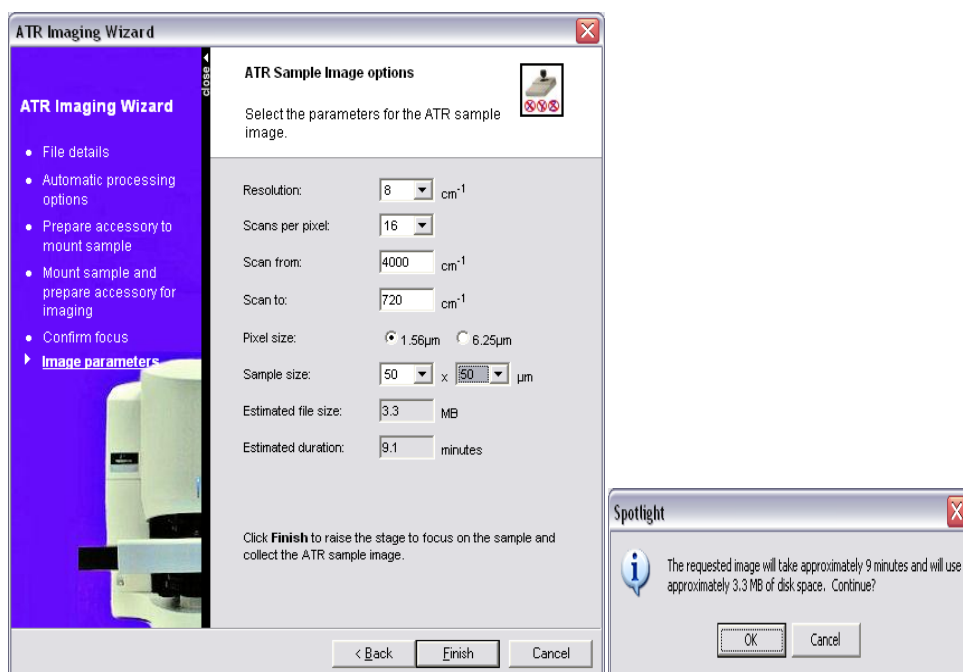 ATR Imaging Wizard
close
ATR Imaging Wizard
• File details
• Automatic processing
options
• Prepare accessory to
mount sample
• Mount sample and
prepare accessory for
imaging
• Confirm focus
Image parameters
ATR Sample Image options
Select the parameters for the ATR sample
image.
Resolution: 8 cm-1
Scans per pixel: 16
Scan from: 4000 cm-1
Scan to: 720 cm-1
Pixel size: 1.56µm 6.25µm
Sample size: 50 x 50 µm
Estimated file size: 3.3 MB
Estimated duration: 9.1 minutes
Click Finish to raise the stage to focus on the sample and
collect the ATR sample image.
< Back Finish Cancel
Spotlight
The requested image will take approximately 9 minutes and will use
approximately 3.3 MB of disk space. Continue?
OK Cancel